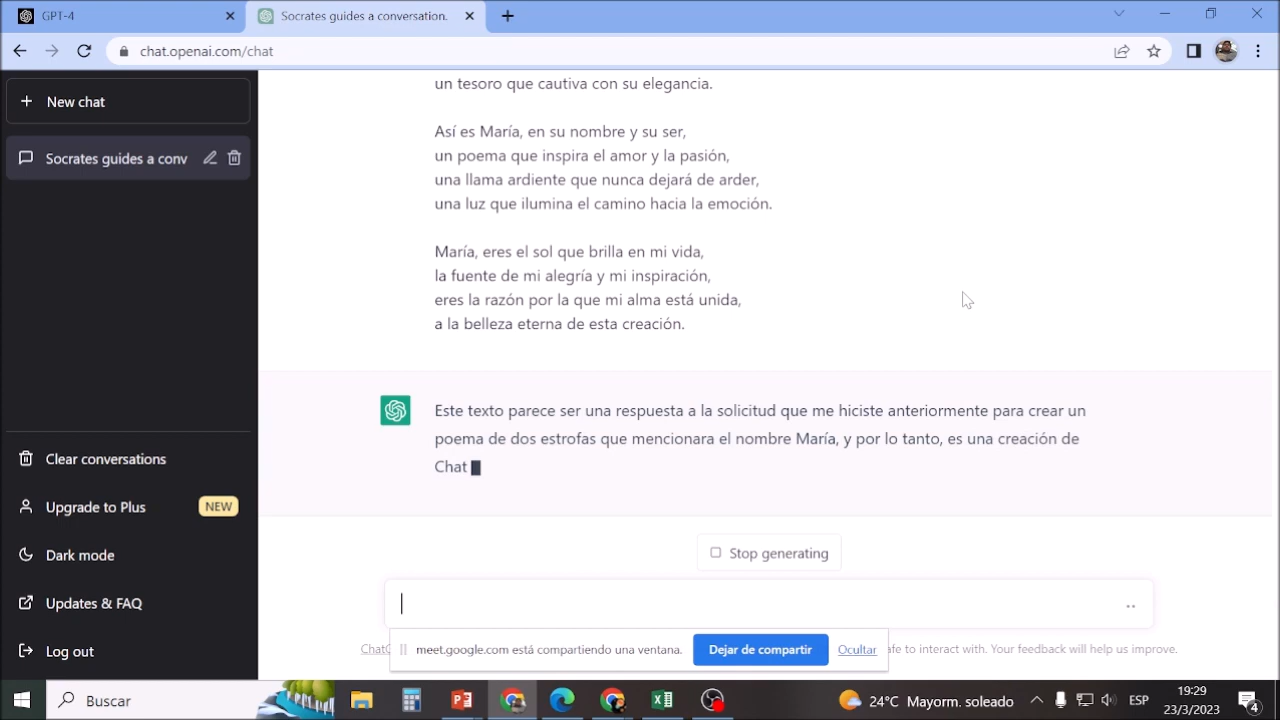 GPT-4
Socrates guides a conversation.
chat.openai.com/chat
New chat
Socrates guides a conv
Clear conversations
Upgrade to Plus
NEW
Dark mode
Updates & FAQ
Log out
un tesoro que cautiva con su elegancia.
Así es María, en su nombre y su ser,
un poema que inspira el amor y la pasión,
una llama ardiente que nunca dejará de arder,
una luz que ilumina el camino hacia la emoción.
María, eres el sol que brilla en mi vida,
la fuente de mi alegría y mi inspiración,
eres la razón por la que mi alma está unida,
a la belleza eterna de esta creación.
Este texto parece ser una respuesta a la solicitud que me hiciste anteriormente para crear un
poema de dos estrofas que mencionara el nombre María, y por lo tanto, es una creación de
Chat
Stop generating
meet.google.com está compartiendo una ventana.
Dejar de compartir
Ocultar
to interact with. Your feedback will help us improve.
Buscar
24°C Mayorm. soleado
ESP
19:29
23/3/2023
4